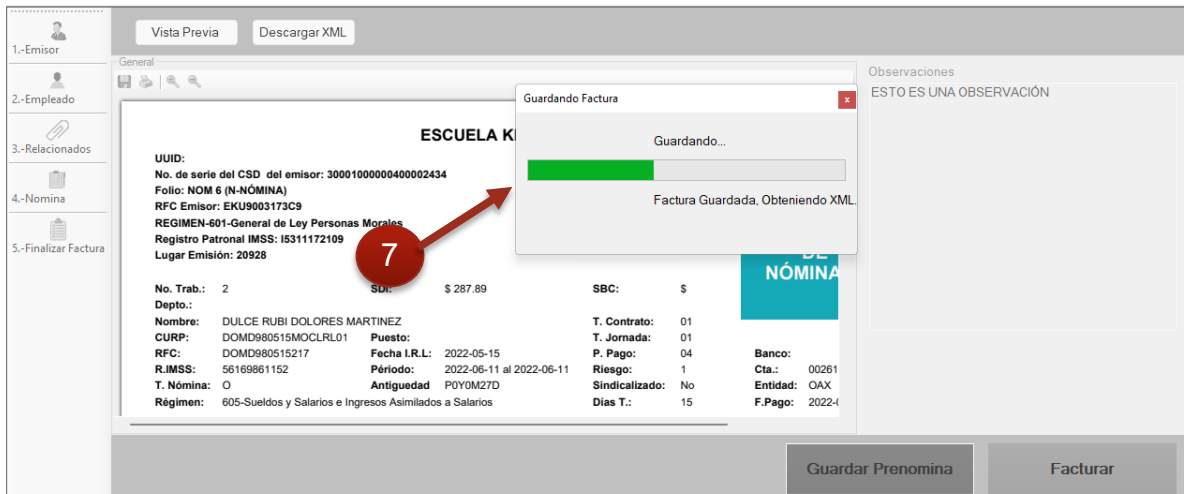 1.-Emisor
2.-Empleado
3.-Relacionados
4.-Nomina
5.-Finalizar Factura
Vista Previa
Descargar XML
General
ESCUELA
UUID:
No. de serie del CSD del emisor: 30001000000400002434
Folio: NOM 6 (N-NÓMINA)
RFC Emisor: EKU9003173C9
REGIMEN-601-General de Ley Personas Morales
Registro Patronal IMSS: I5311172109
Lugar Emisión: 20928
7
Guardando Factura
x
Guardando...
Factura Guardada, Obteniendo XML.
DE
NÓMINA
No. Trab.: 2 SDI: $ 287.89 SBC: $
Depto.:
Nombre: DULCE RUBI DOLORES MARTINEZ T. Contrato: 01
CURP: DOMD980515MOCLRL01 Puesto: T. Jornada: 01
RFC: DOMD980515217 Fecha I.R.L: 2022-05-15 P. Pago: 04 Banco:
R.IMSS: 56169861152 Período: 2022-06-11 al 2022-06-11 Riesgo: 1 Cta.: 00261
T. Nómina: O Antiguedad P0Y0M27D Sindicalizado: No Entidad: OAX
Régimen: 605-Sueldos y Salarios e Ingresos Asimilados a Salarios Días T.: 15 F.Pago: 2022-
Observaciones
ESTO ES UNA OBSERVACIÓN
Guardar Prenomina
Facturar